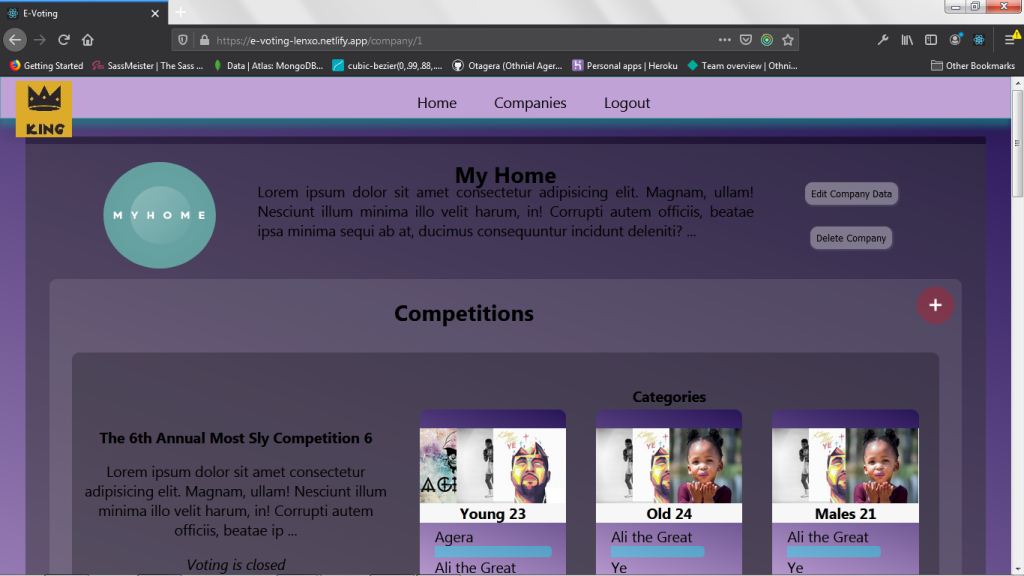 E-Voting
https://e-voting-lenxo.netlify.app/company/1
Getting Started
SassMeister | The Sass ...
Data | Atlas: MongoDB...
cubic-bezier(0,.99,.88,....
Otagera (Othniel Ager...
Personal apps | Heroku
Team overview | Othni...
Other Bookmarks
KING
Home
Companies
Logout
MYHOME
My Home
Lorem ipsum dolor sit amet consectetur adipisicing elit. Magnam, ullam!
Nesciunt illum minima illo velit harum, in! Corrupti autem officiis, beatae
ipsa minima sequi ab at, ducimus consequuntur incidunt deleniti? ...
Edit Company Data
Delete Company
Competitions
+
The 6th Annual Most Sly Competition 6
Lorem ipsum dolor sit amet consectetur
adipisicing elit. Magnam, ullam! Nesciunt illum
minima illo velit harum, in! Corrupti autem
officiis, beatae ip ...
Voting is closed
Categories
Young 23
Agera
Ali the Great
Old 24
Ali the Great
Ye
Males 21
Ali the Great
Ye